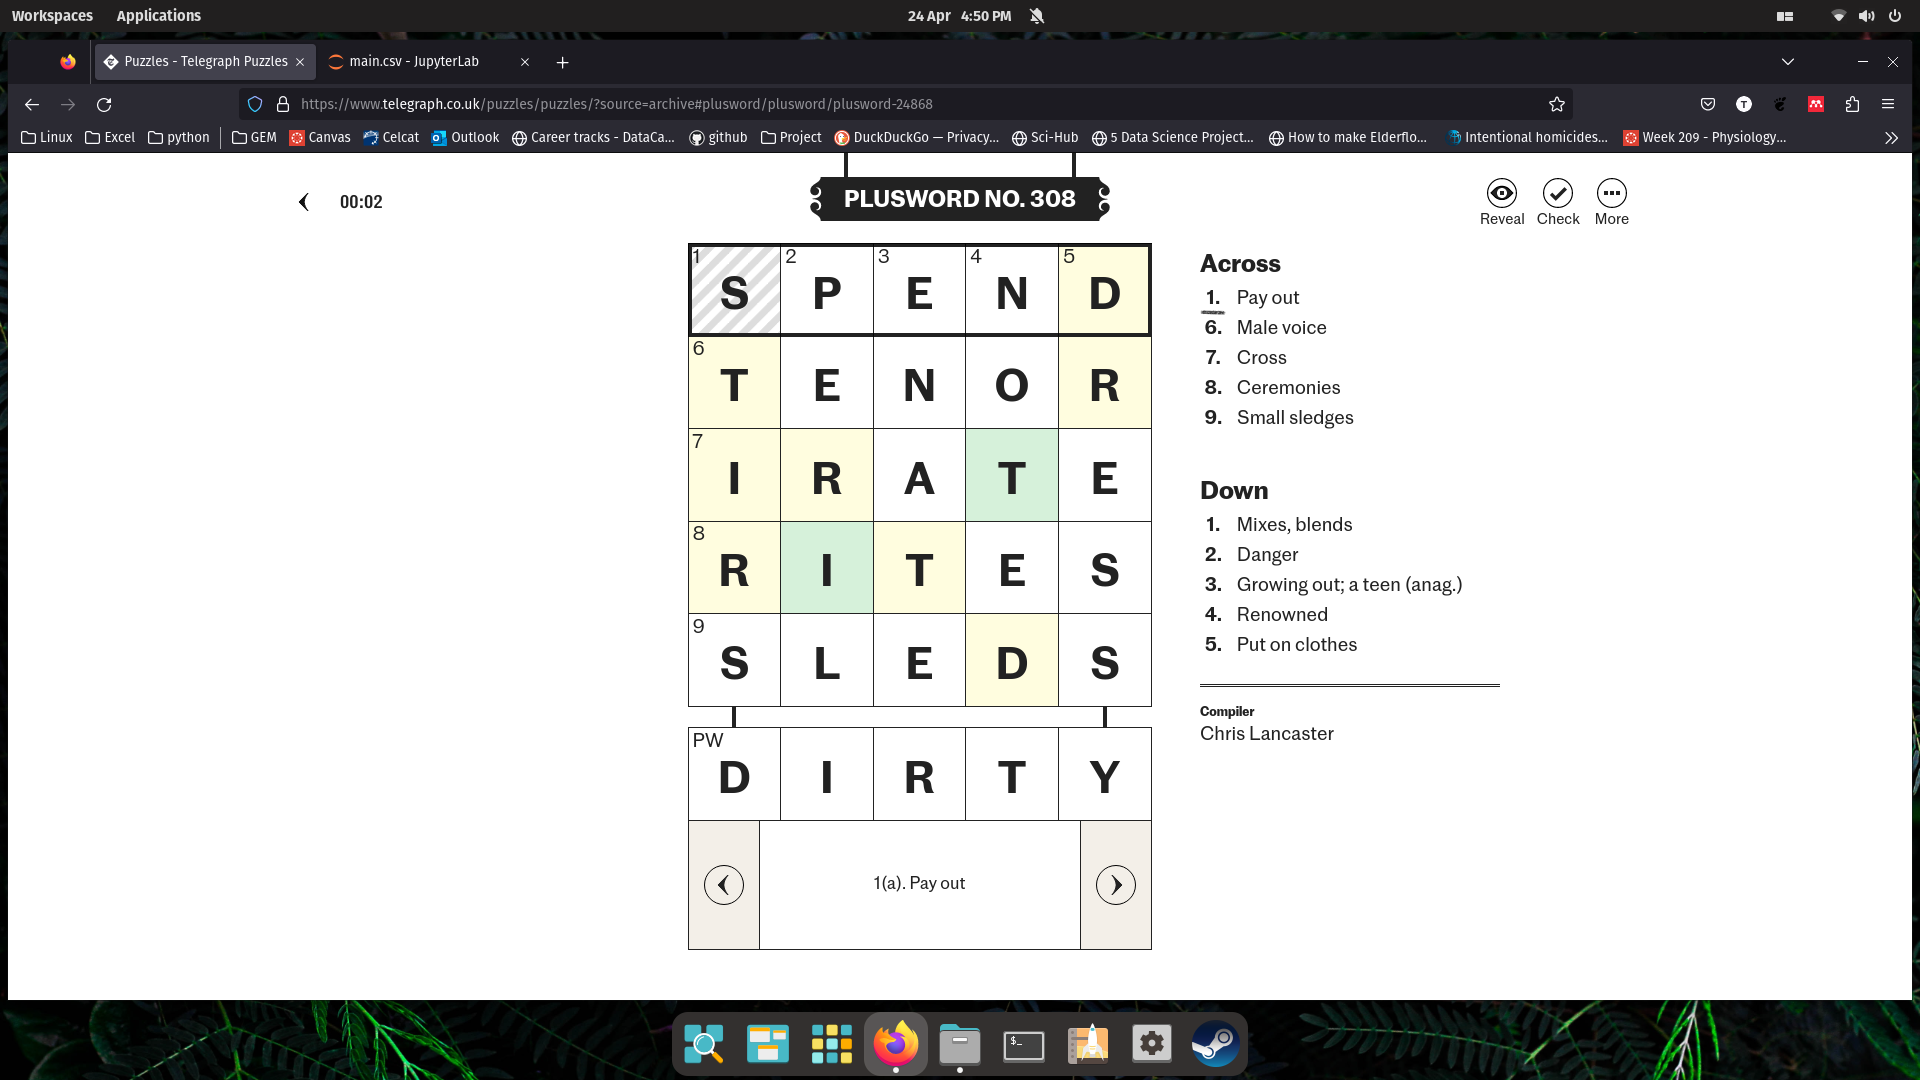 Workspaces Applications 24 Apr 4:50 PM
Puzzles - Telegraph Puzzles main.csv - JupyterLab
https://www.telegraph.co.uk/puzzles/puzzles/?source=archive#plusword/plusword/plusword-24868
Linux Excel python GEM Canvas Celcat Outlook Career tracks - DataCa... github Project DuckDuckGo — Privacy... Sci-Hub 5 Data Science Project... How to make Elderflo... Intentional homicides... Week 209 - Physiology...
00:02
PLUSWORD NO. 308
Reveal Check More
1 S 2 P 3 E 4 N 5 D
6 T E N O R
7 I R A T E
8 R I T E S
9 S L E D S
PW D I R T Y
1(a). Pay out
Across
1. Pay out
6. Male voice
7. Cross
8. Ceremonies
9. Small sledges
Down
1. Mixes, blends
2. Danger
3. Growing out; a teen (anag.)
4. Renowned
5. Put on clothes
Compiler
Chris Lancaster